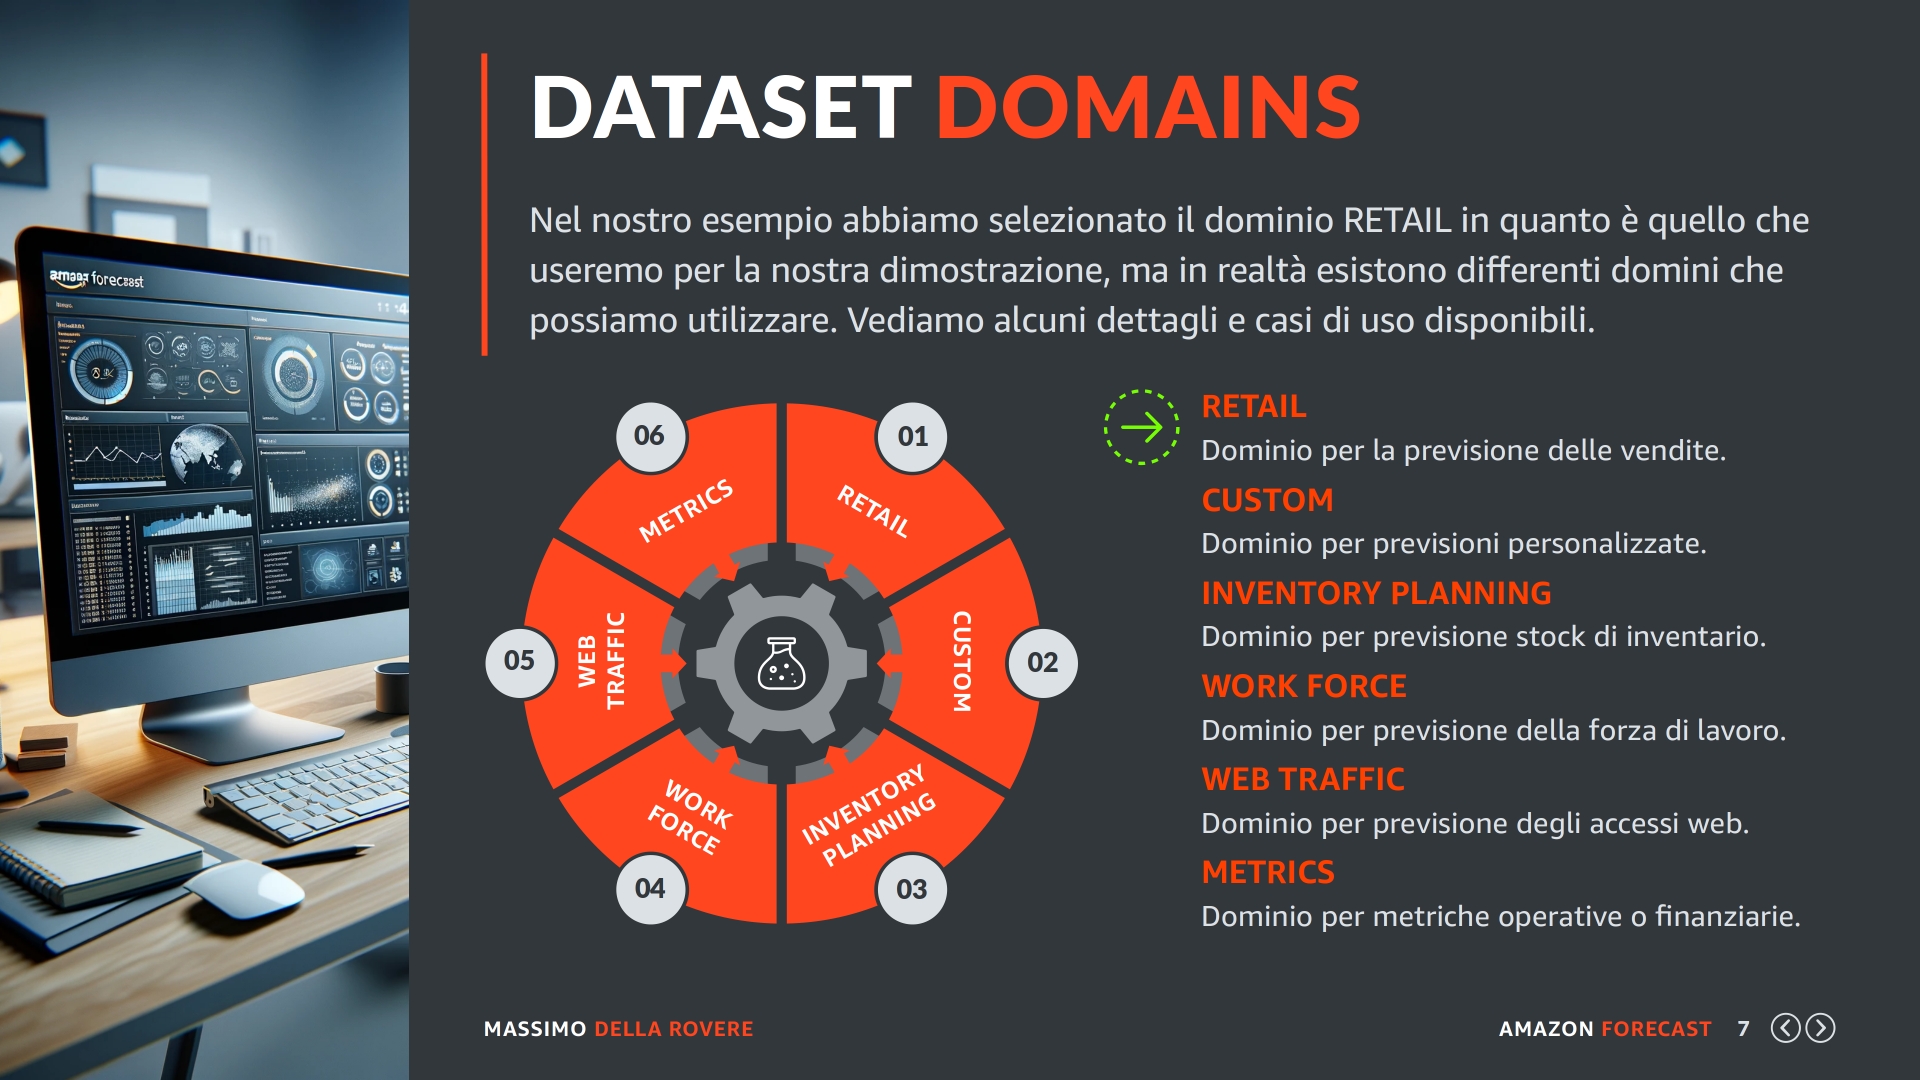 DATASET DOMAINS
Nel nostro esempio abbiamo selezionato il dominio RETAIL in quanto è quello che
useremo per la nostra dimostrazione, ma in realtà esistono differenti domini che
possiamo utilizzare. Vediamo alcuni dettagli e casi di uso disponibili.
forecast
06
01
METRICS
RETAIL
05
WEB
TRAFFIC
CUSTOM
02
WORK
FORCE
INVENTORY
PLANNING
04
03
RETAIL
Dominio per la previsione delle vendite.
CUSTOM
Dominio per previsioni personalizzate.
INVENTORY PLANNING
Dominio per previsione stock di inventario.
WORK FORCE
Dominio per previsione della forza di lavoro.
WEB TRAFFIC
Dominio per previsione degli accessi web.
METRICS
Dominio per metriche operative o finanziarie.
MASSIMO DELLA ROVERE
AMAZON FORECAST 7